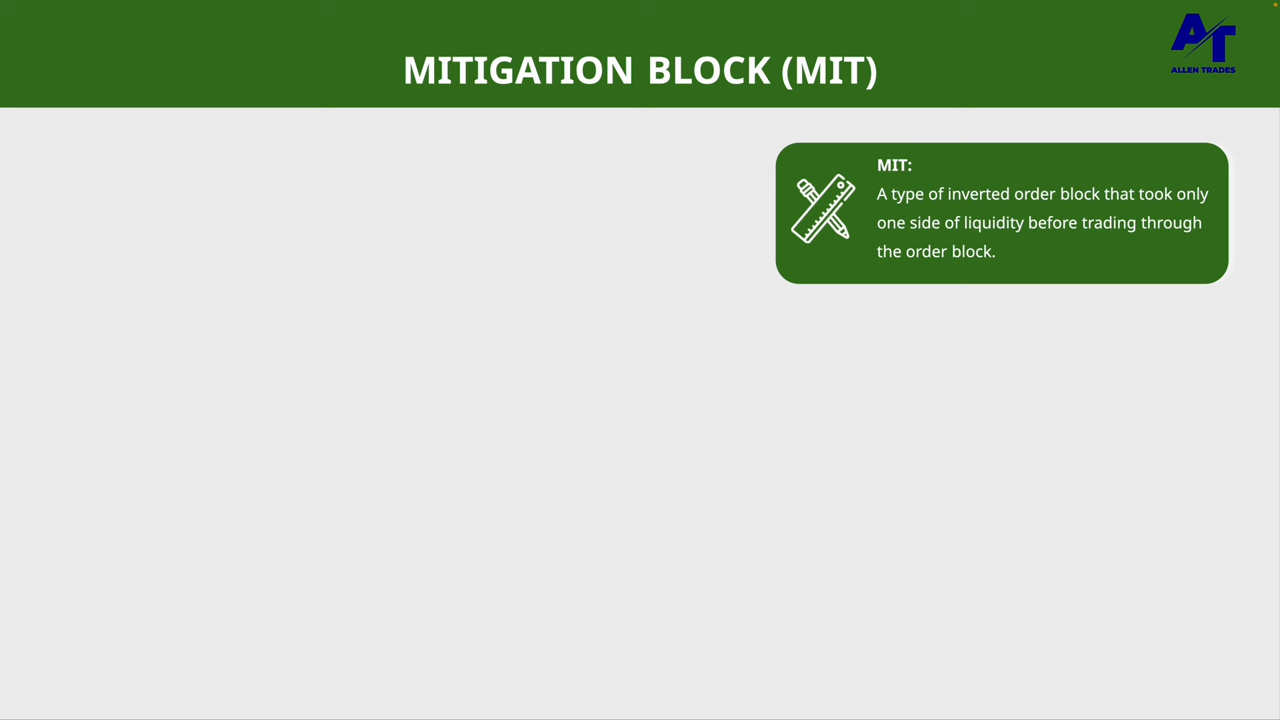 AT
ALLEN TRADES
MITIGATION BLOCK (MIT)
MIT:
A type of inverted order block that took only
one side of liquidity before trading through
the order block.